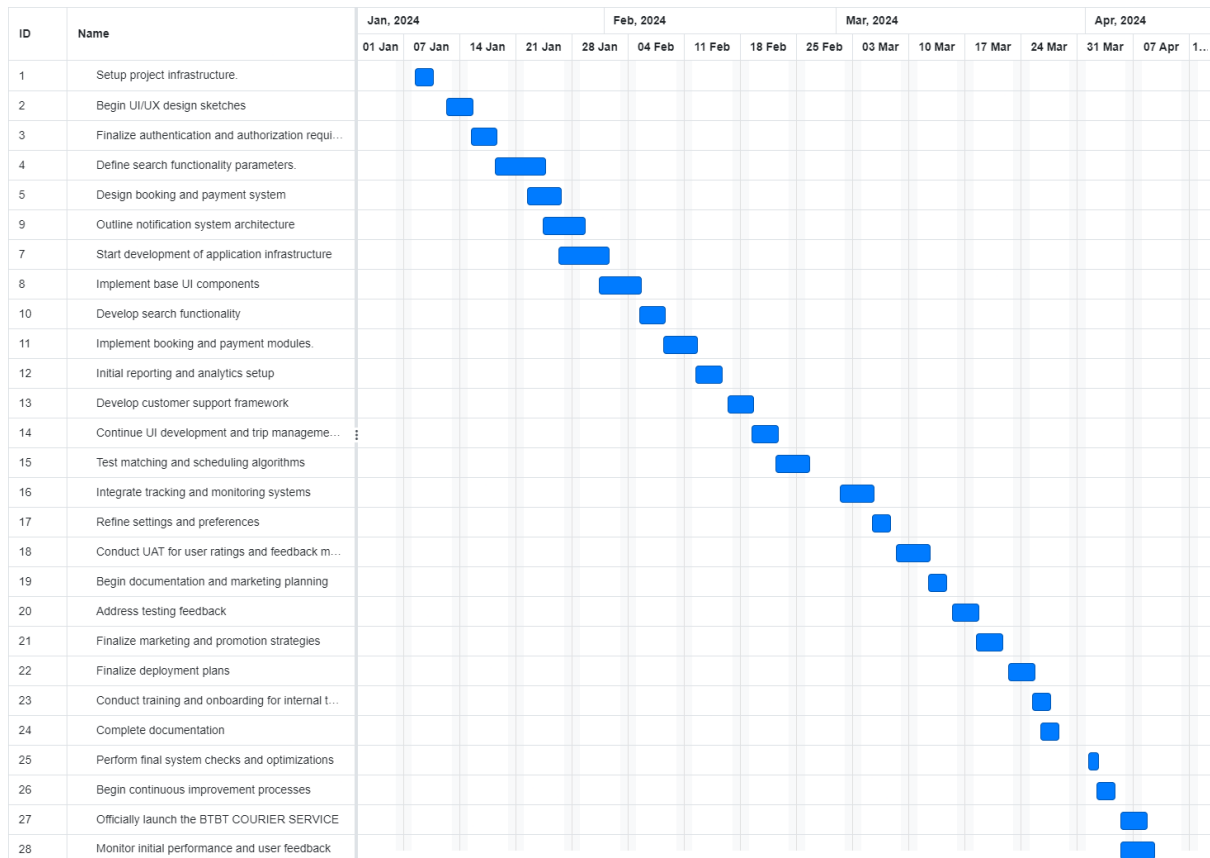 ID Name Jan, 2024 Feb, 2024 Mar, 2024 Apr, 2024
01 Jan 07 Jan 14 Jan 21 Jan 28 Jan 04 Feb 11 Feb 18 Feb 25 Feb 03 Mar 10 Mar 17 Mar 24 Mar 31 Mar 07 Apr 1...
1 Setup project infrastructure.
2 Begin UI/UX design sketches
3 Finalize authentication and authorization requi...
4 Define search functionality parameters.
5 Design booking and payment system
9 Outline notification system architecture
7 Start development of application infrastructure
8 Implement base UI components
10 Develop search functionality
11 Implement booking and payment modules.
12 Initial reporting and analytics setup
13 Develop customer support framework
14 Continue UI development and trip manageme...
15 Test matching and scheduling algorithms
16 Integrate tracking and monitoring systems
17 Refine settings and preferences
18 Conduct UAT for user ratings and feedback m...
19 Begin documentation and marketing planning
20 Address testing feedback
21 Finalize marketing and promotion strategies
22 Finalize deployment plans
23 Conduct training and onboarding for internal t...
24 Complete documentation
25 Perform final system checks and optimizations
26 Begin continuous improvement processes
27 Officially launch the BTBT COURIER SERVICE
28 Monitor initial performance and user feedback